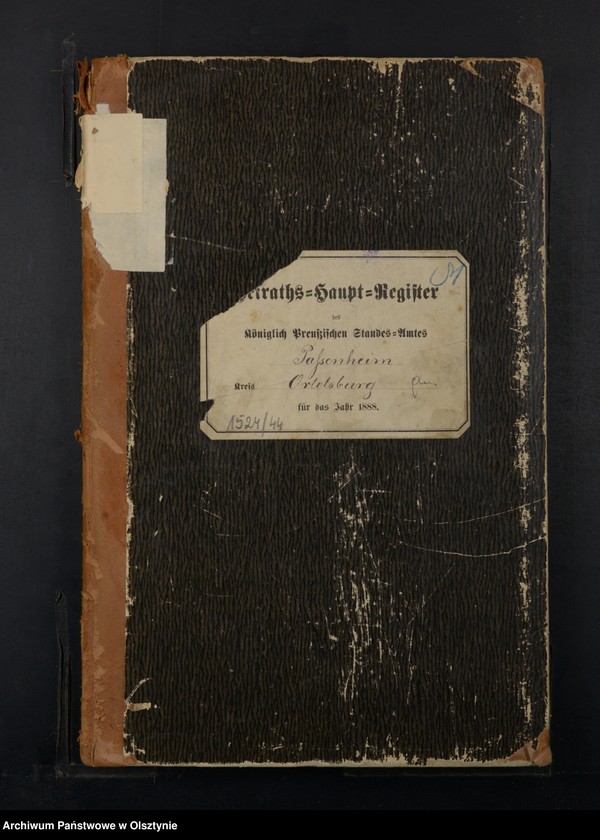 eiraths=Haupt=Register
des
Königlich Preußischen Standes=Amtes
Paßenheim
Kreis Ortelsburg
für das Jahr 1888.
1524/44
Archiwum Państwowe w Olsztynie